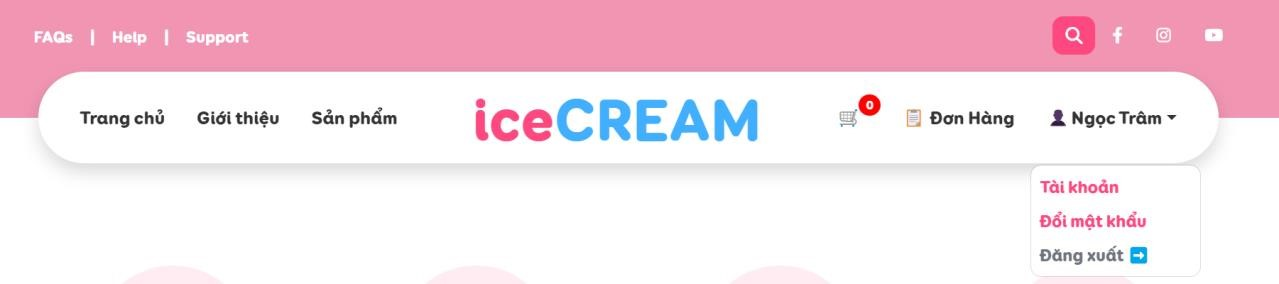 FAQs | Help | Support
Trang chủ Giới thiệu Sản phẩm iceCREAM 0 Đơn Hàng Ngọc Trâm
Tài khoản
Đổi mật khẩu
Đăng xuất